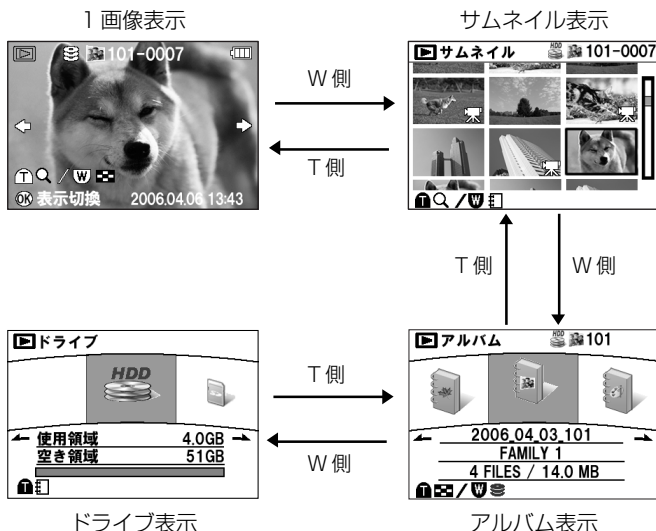 1 画像表示
サムネイル表示
101-0007
T / W
OK 表示切換 2006.04.06 13:43
W 側
T 側
サムネイル HDD 101-0007
T / W
T 側
W 側
ドライブ
HDD
使用領域 4.0GB
空き領域 51GB
T
T 側
W 側
アルバム HDD 101
2006_04_03_101
FAMILY 1
4 FILES / 14.0 MB
T / W
ドライブ表示
アルバム表示